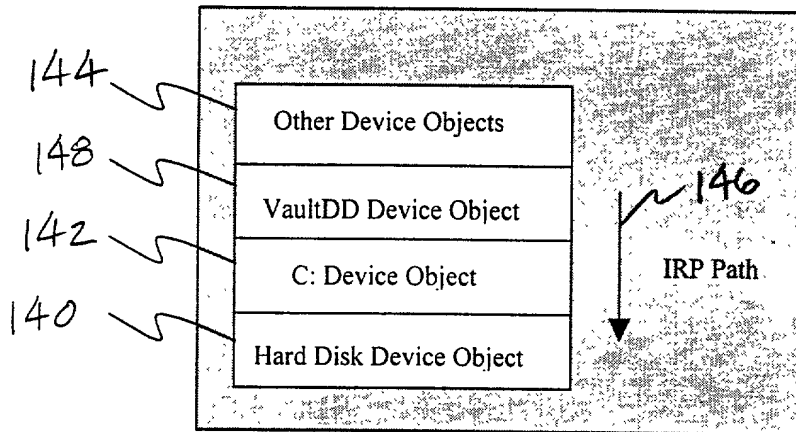 144
Other Device Objects
148
VaultDD Device Object
146
142
C: Device Object
IRP Path
140
Hard Disk Device Object